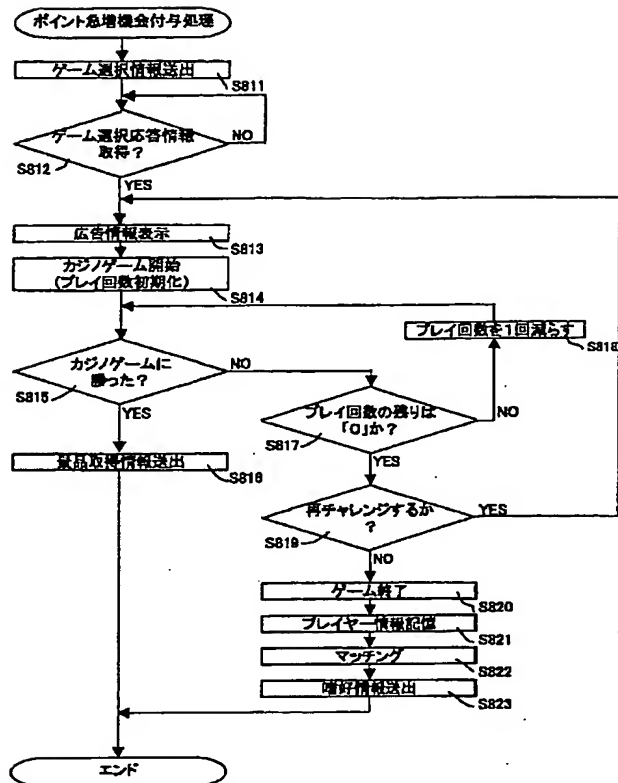 ポイント急増機会付与処理
ゲーム選択情報送出
S811
ゲーム選択応答情報
取得？
NO
S812
YES
広告情報表示
S813
カジノゲーム開始
(プレイ回数初期化)
S814
プレイ回数を1回減らす
S818
カジノゲームに
勝った？
NO
S815
YES
プレイ回数の残りは
「0」か？
NO
S817
YES
景品取得情報送出
S816
再チャレンジするか
？
YES
S819
NO
ゲーム終了
S820
プレイヤー情報記憶
S821
マッチング
S822
嗜好情報送出
S823
エンド